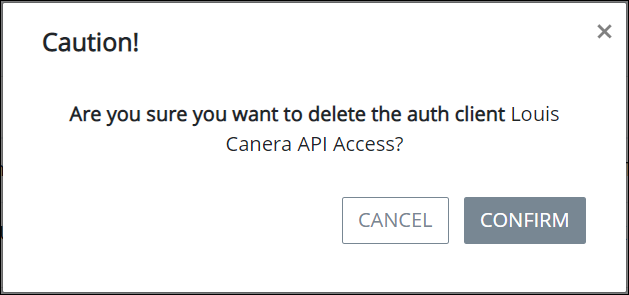 Caution!
×
Are you sure you want to delete the auth client Louis
Canera API Access?
CANCEL
CONFIRM